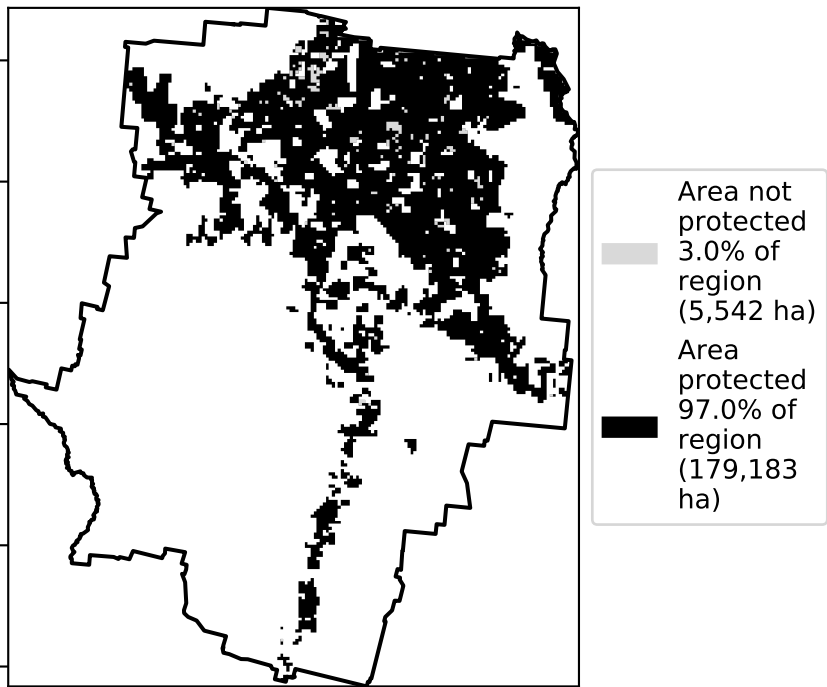 Area not
protected
3.0% of
region
(5,542 ha)
Area
protected
97.0% of
region
(179,183
ha)